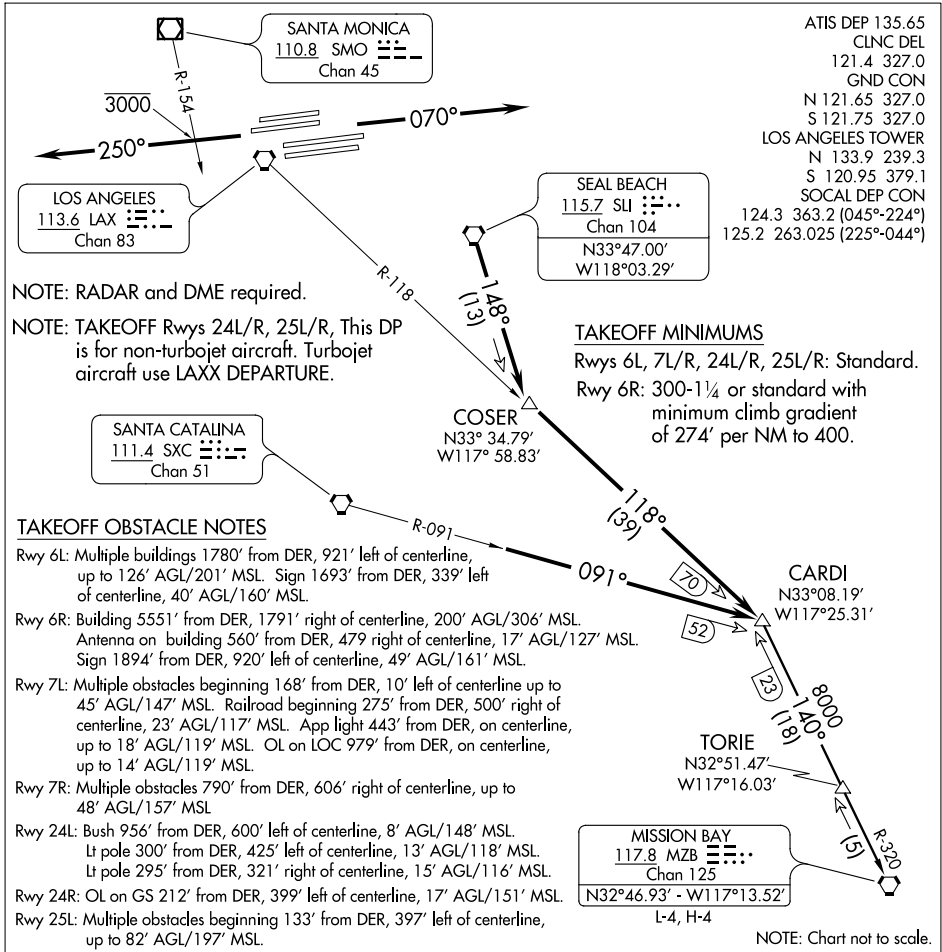 SANTA MONICA
110.8 SMO
Chan 45
R-154
3000
250°
070°
ATIS DEP 135.65
CLNC DEL
121.4 327.0
GND CON
N 121.65 327.0
S 121.75 327.0
LOS ANGELES TOWER
N 133.9 239.3
S 120.95 379.1
SOCAL DEP CON
124.3 363.2 (045°-224°)
125.2 263.025 (225°-044°)
LOS ANGELES
113.6 LAX
Chan 83
SEAL BEACH
115.7 SLI
Chan 104
N33°47.00'
W118°03.29'
R-118
148°
(13)
NOTE: RADAR and DME required.
NOTE: TAKEOFF Rwys 24L/R, 25L/R, This DP
is for non-turbojet aircraft. Turbojet
aircraft use LAXX DEPARTURE.
TAKEOFF MINIMUMS
Rwys 6L, 7L/R, 24L/R, 25L/R: Standard.
Rwy 6R: 300-1¼ or standard with
minimum climb gradient
of 274' per NM to 400.
COSER
N33° 34.79'
W117° 58.83'
SANTA CATALINA
111.4 SXC
Chan 51
R-091
091°
118°
(39)
70
52
CARDI
N33°08.19'
W117°25.31'
23
8000
140°
(18)
TORIE
N32°51.47'
W117°16.03'
(5)
R-320
MISSION BAY
117.8 MZB
Chan 125
N32°46.93' - W117°13.52'
L-4, H-4
TAKEOFF OBSTACLE NOTES
Rwy 6L: Multiple buildings 1780' from DER, 921' left of centerline,
up to 126' AGL/201' MSL. Sign 1693' from DER, 339' left
of centerline, 40' AGL/160' MSL.
Rwy 6R: Building 5551' from DER, 1791' right of centerline, 200' AGL/306' MSL.
Antenna on building 560' from DER, 479 right of centerline, 17' AGL/127' MSL.
Sign 1894' from DER, 920' left of centerline, 49' AGL/161' MSL.
Rwy 7L: Multiple obstacles beginning 168' from DER, 10' left of centerline up to
45' AGL/147' MSL. Railroad beginning 275' from DER, 500' right of
centerline, 23' AGL/117' MSL. App light 443' from DER, on centerline,
up to 18' AGL/119' MSL. OL on LOC 979' from DER, on centerline,
up to 14' AGL/119' MSL.
Rwy 7R: Multiple obstacles 790' from DER, 606' right of centerline, up to
48' AGL/157' MSL
Rwy 24L: Bush 956' from DER, 600' left of centerline, 8' AGL/148' MSL.
Lt pole 300' from DER, 425' left of centerline, 13' AGL/118' MSL.
Lt pole 295' from DER, 321' right of centerline, 15' AGL/116' MSL.
Rwy 24R: OL on GS 212' from DER, 399' left of centerline, 17' AGL/151' MSL.
Rwy 25L: Multiple obstacles beginning 133' from DER, 397' left of centerline,
up to 82' AGL/197' MSL.
NOTE: Chart not to scale.